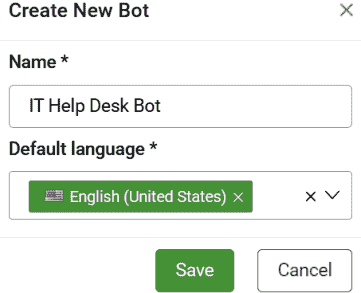 Create New Bot
Name *
IT Help Desk Bot
Default language *
English (United States)
Save Cancel